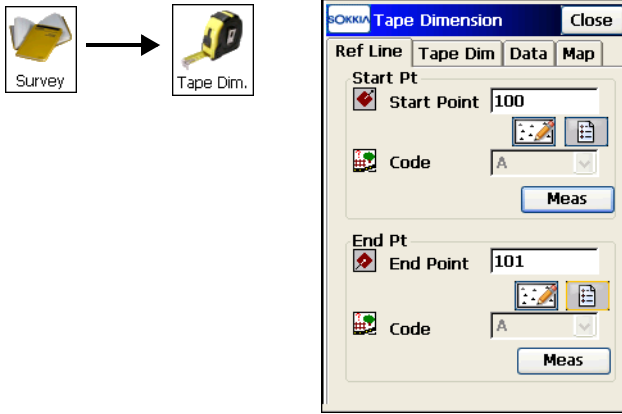 Survey
Tape Dim.
SOKKIA Tape Dimension Close
Ref Line Tape Dim Data Map
Start Pt
Start Point 100
Code A
Meas
End Pt
End Point 101
Code A
Meas